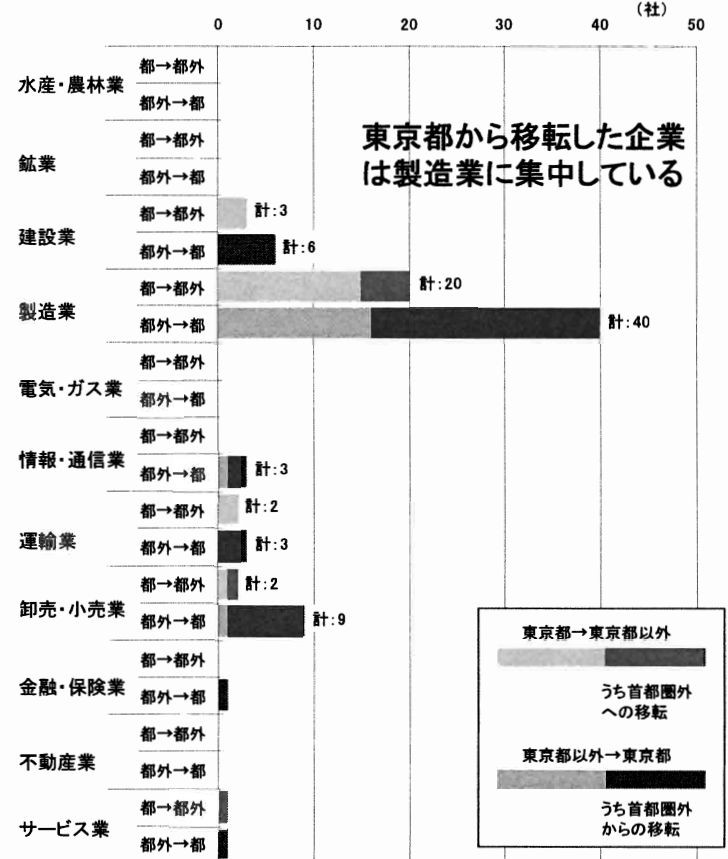 （社）
0 10 20 30 40 50
東京都から移転した企業
は製造業に集中している
水産・農林業
都→都外
都外→都
鉱業
都→都外
都外→都
建設業
都→都外 計：3
都外→都 計：6
製造業
都→都外 計：20
都外→都 計：40
電気・ガス業
都→都外
都外→都
情報・通信業
都→都外
都外→都 計：3
運輸業
都→都外 計：2
都外→都 計：3
卸売・小売業
都→都外 計：2
都外→都 計：9
金融・保険業
都→都外
都外→都
不動産業
都→都外
都外→都
サービス業
都→都外
都外→都
東京都→東京都以外
うち首都圏外
への移転
東京都以外→東京都
うち首都圏外
からの移転